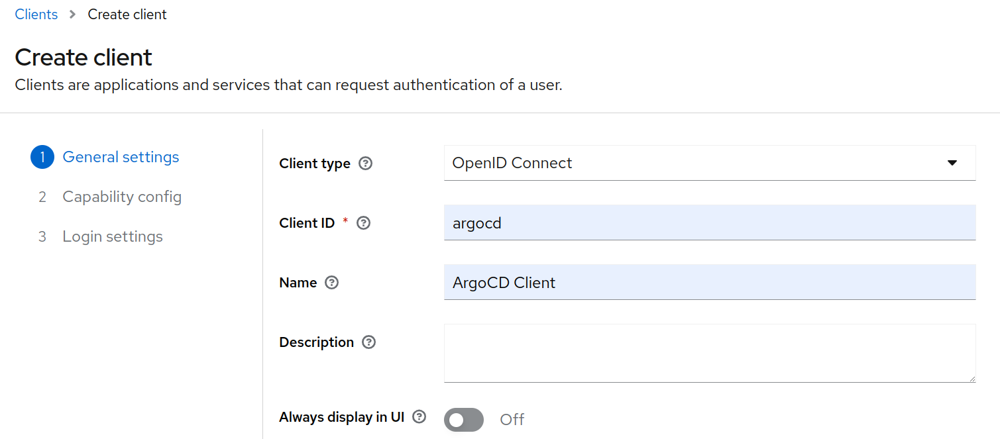 Clients > Create client
Create client
Clients are applications and services that can request authentication of a user.
1 General settings
2 Capability config
3 Login settings
Client type ? OpenID Connect
Client ID * ? argocd
Name ? ArgoCD Client
Description ?
Always display in UI ? Off